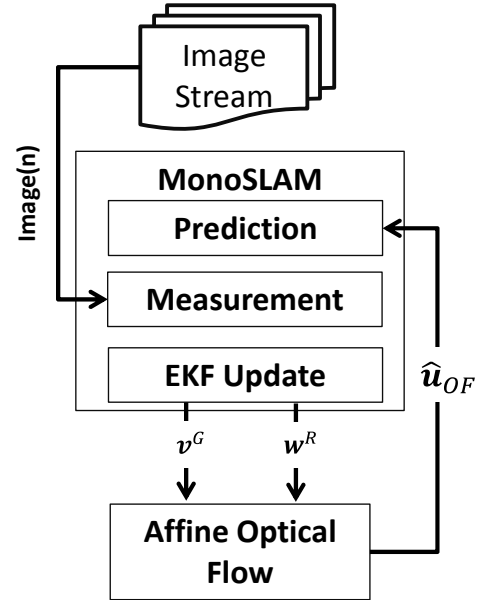 Image
Stream
Image(n)
MonoSLAM
Prediction
Measurement
EKF Update
û_OF
v^G
w^R
Affine Optical
Flow